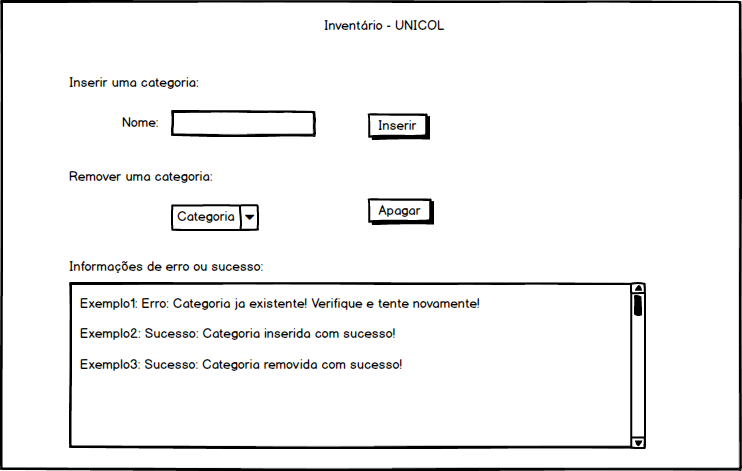 Inventário - UNICOL
Inserir uma categoria:
Nome:
Inserir
Remover uma categoria:
Categoria
Apagar
Informações de erro ou sucesso:
Exemplo1: Erro: Categoria ja existente! Verifique e tente novamente!
Exemplo2: Sucesso: Categoria inserida com sucesso!
Exemplo3: Sucesso: Categoria removida com sucesso!